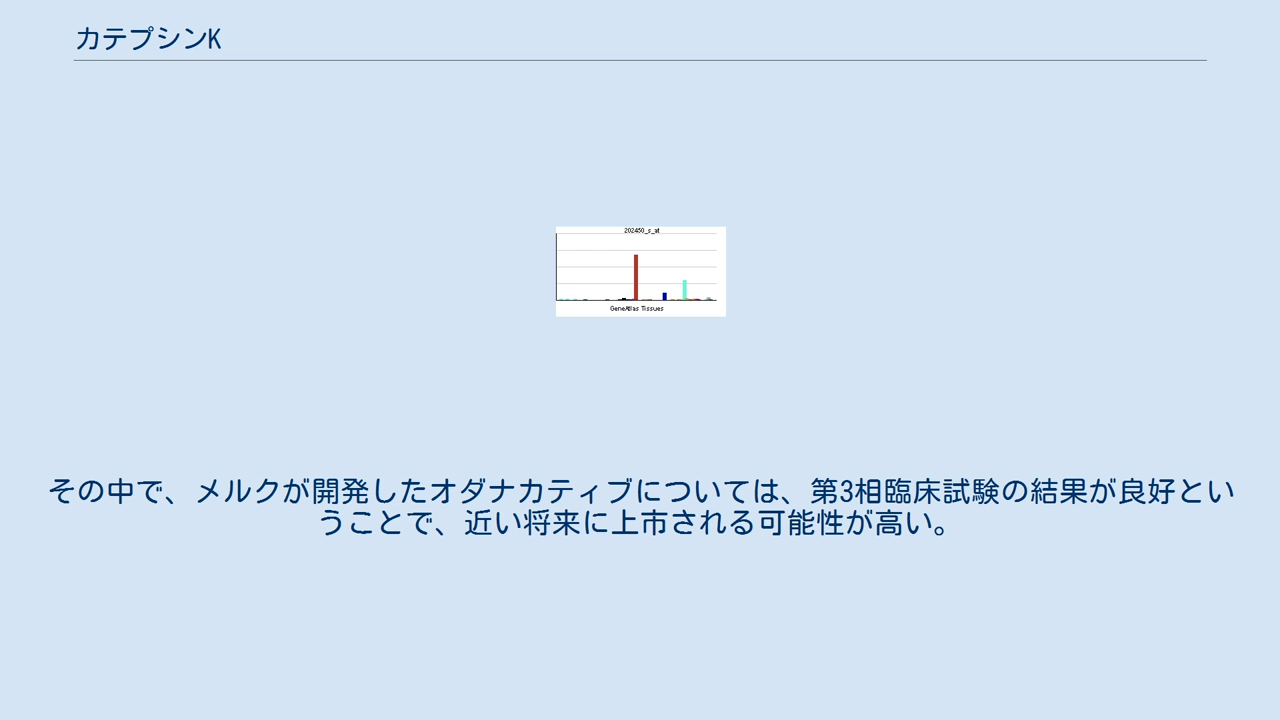 カテプシンK
202450_s_at
GeneAtlas Tissues
その中で、メルクが開発したオダナカティブについては、第3相臨床試験の結果が良好とい
うことで、近い将来に上市される可能性が高い。